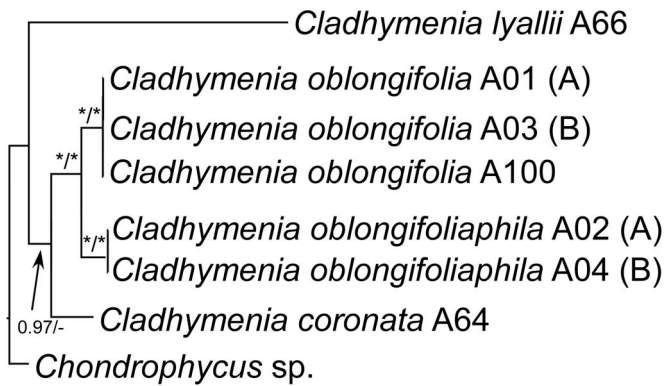 Cladhymenia lyallii A66
Cladhymenia oblongifolia A01 (A)
*/*
Cladhymenia oblongifolia A03 (B)
*/*
Cladhymenia oblongifolia A100
Cladhymenia oblongifoliaphila A02 (A)
*/*
Cladhymenia oblongifoliaphila A04 (B)
Cladhymenia coronata A64
0.97/-
Chondrophycus sp.